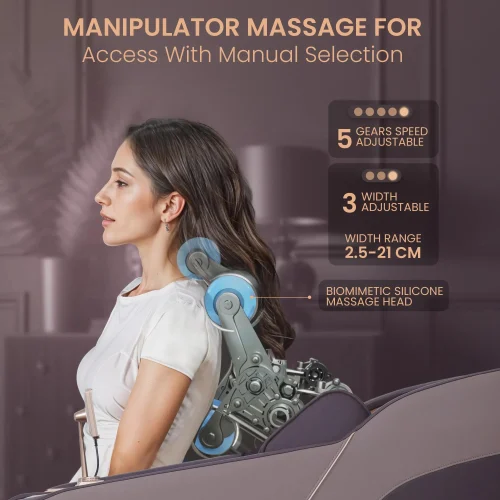 MANIPULATOR MASSAGE FOR
Access With Manual Selection
5 GEARS SPEED
ADJUSTABLE
3 WIDTH
ADJUSTABLE
WIDTH RANGE
2.5-21 CM
BIOMIMETIC SILICONE
MASSAGE HEAD